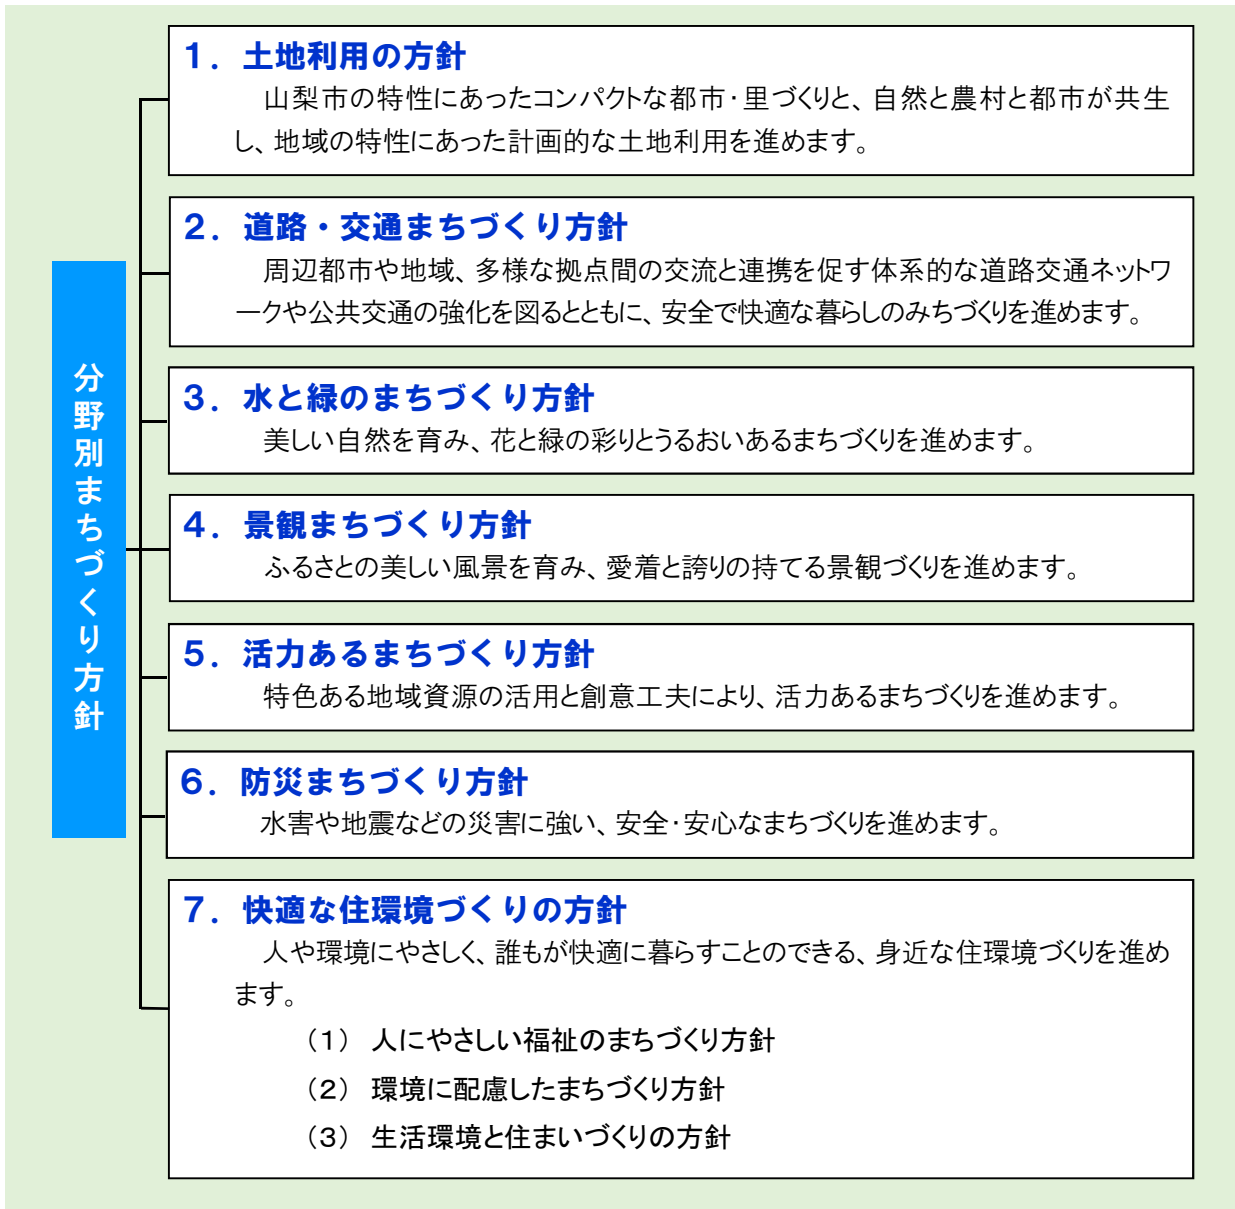 分野別まちづくり方針
１．土地利用の方針
山梨市の特性にあったコンパクトな都市・里づくりと、自然と農村と都市が共生
し、地域の特性にあった計画的な土地利用を進めます。
２．道路・交通まちづくり方針
周辺都市や地域、多様な拠点間の交流と連携を促す体系的な道路交通ネットワ
ークや公共交通の強化を図るとともに、安全で快適な暮らしのみちづくりを進めます。
３．水と緑のまちづくり方針
美しい自然を育み、花と緑の彩りとうるおいあるまちづくりを進めます。
４．景観まちづくり方針
ふるさとの美しい風景を育み、愛着と誇りの持てる景観づくりを進めます。
５．活力あるまちづくり方針
特色ある地域資源の活用と創意工夫により、活力あるまちづくりを進めます。
６．防災まちづくり方針
水害や地震などの災害に強い、安全・安心なまちづくりを進めます。
７．快適な住環境づくりの方針
人や環境にやさしく、誰もが快適に暮らすことのできる、身近な住環境づくりを進め
ます。
（１） 人にやさしい福祉のまちづくり方針
（２） 環境に配慮したまちづくり方針
（３） 生活環境と住まいづくりの方針